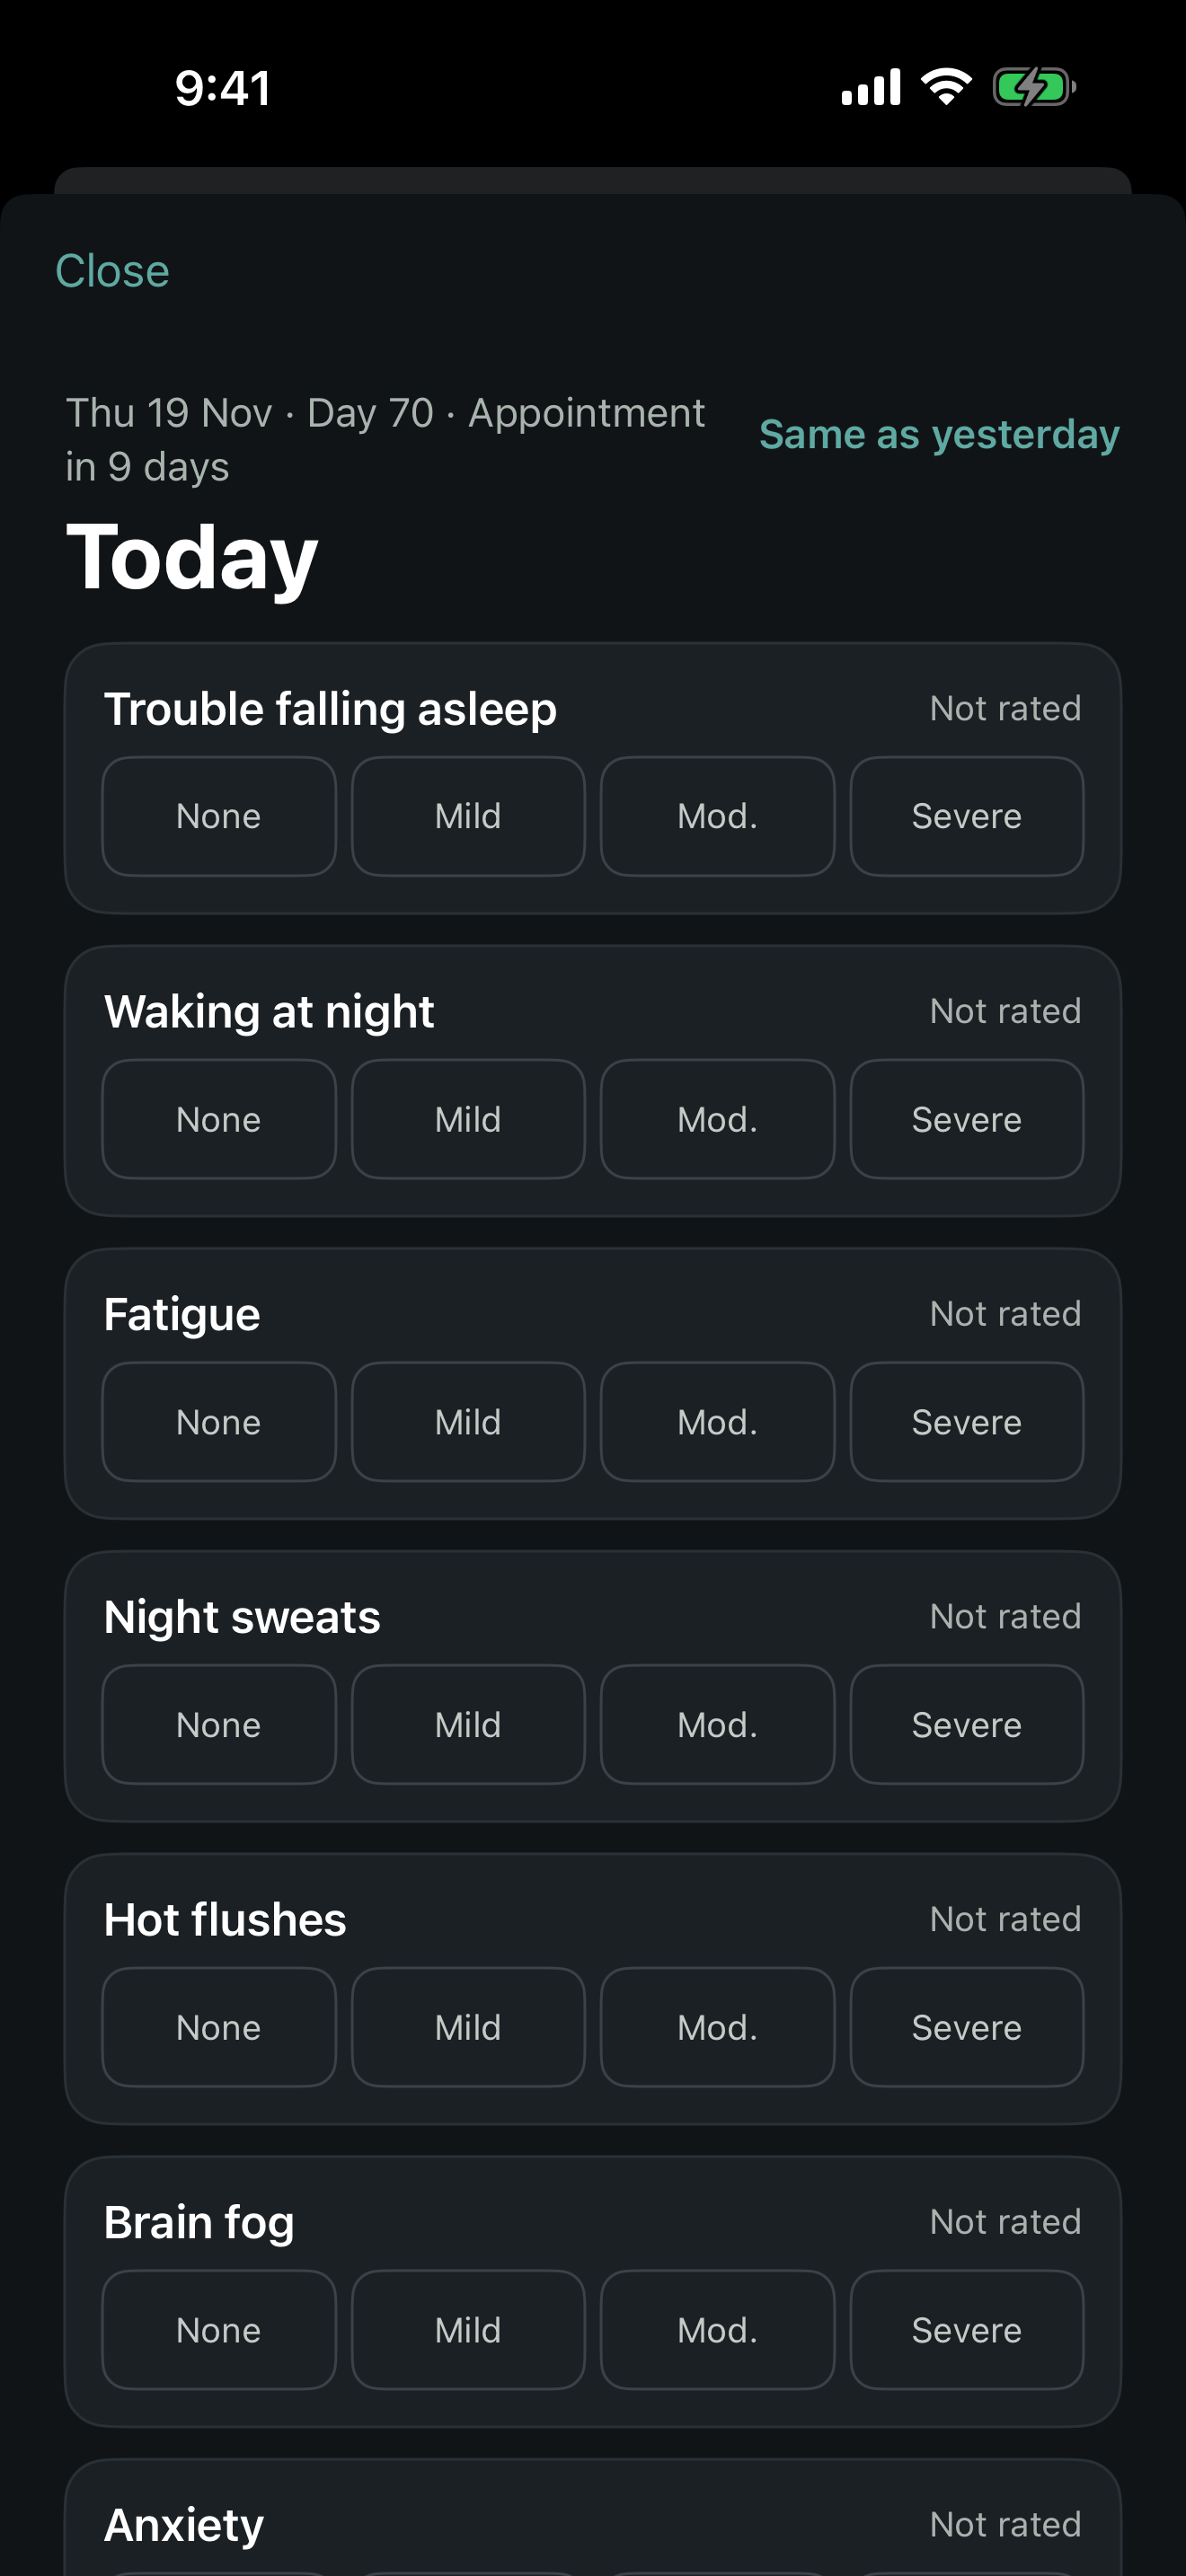 9:41
Close
Thu 19 Nov · Day 70 · Appointment
in 9 days
Same as yesterday
Today
Trouble falling asleep
Not rated
None Mild Mod. Severe
Waking at night
Not rated
None Mild Mod. Severe
Fatigue
Not rated
None Mild Mod. Severe
Night sweats
Not rated
None Mild Mod. Severe
Hot flushes
Not rated
None Mild Mod. Severe
Brain fog
Not rated
None Mild Mod. Severe
Anxiety
Not rated